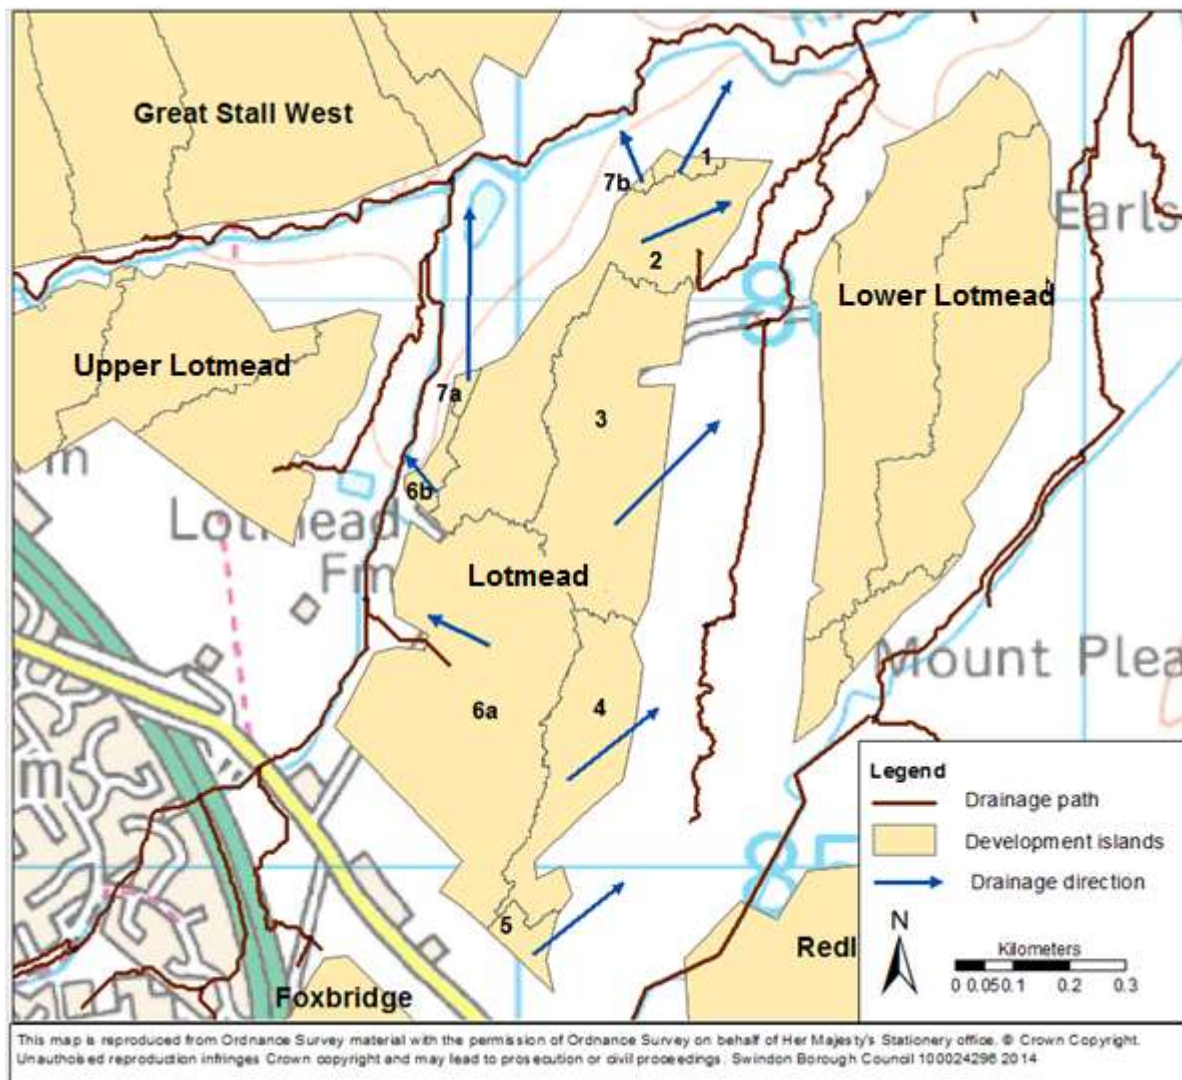 Great Stall West
1
7b
Earls
2
Lower Lotmead
Upper Lotmead
7a
3
6b
Lotmead
Fm
Lotmead
Mount Plea
6a
4
m
Legend
Drainage path
Development islands
Drainage direction
85
N
5
Redl
Kilometers
0 0.05 0.1 0.2 0.3
Foxbridge
This map is reproduced from Ordnance Survey material with the permission of Ordnance Survey on behalf of Her Majesty's Stationery office. © Crown Copyright.
Unauthoised reproduction infringes Crown copyright and may lead to prosecution or civil proceedings. Swindon Borough Council 100024296 2014